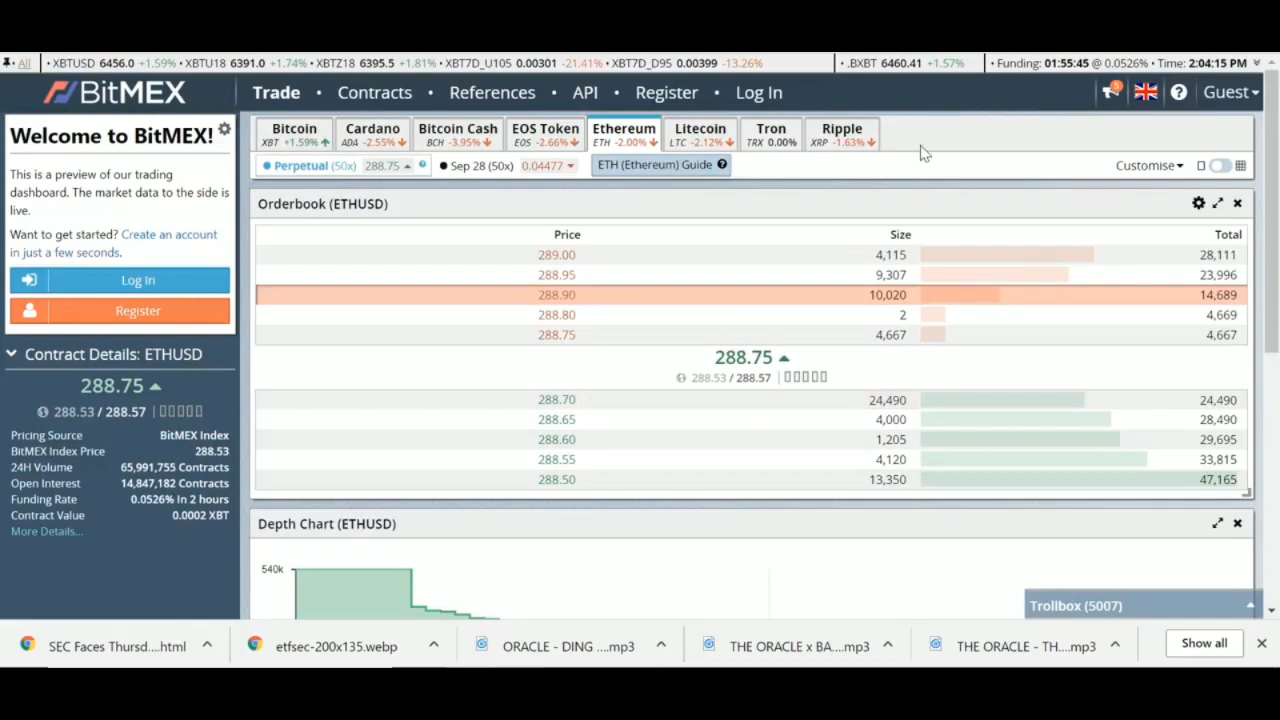 All · XBTUSD 6456.0 +1.59% · XBTU18 6391.0 +1.74% · XBTZ18 6395.5 +1.81% · XBT7D_U105 0.00301 -21.41% · XBT7D_D95 0.00399 -13.26% · .BXBT 6460.41 +1.57% · Funding: 01:55:45 @ 0.0526% · Time: 2:04:15 PM
BitMEX Trade · Contracts · References · API · Register · Log In 5 Guest
Welcome to BitMEX!
This is a preview of our trading
dashboard. The market data to the side is
live.
Want to get started? Create an account
in just a few seconds.
Log In
Register
Contract Details: ETHUSD
288.75
288.53 / 288.57
Pricing Source BitMEX Index
BitMEX Index Price 288.53
24H Volume 65,991,755 Contracts
Open Interest 14,847,182 Contracts
Funding Rate 0.0526% In 2 hours
Contract Value 0.0002 XBT
More Details...
Bitcoin Cardano Bitcoin Cash EOS Token Ethereum Litecoin Tron Ripple
XBT +1.59% ADA -2.55% BCH -3.95% EOS -2.66% ETH -2.00% LTC -2.12% TRX 0.00% XRP -1.63%
Perpetual (50x) 288.75 ? Sep 28 (50x) 0.04477 ETH (Ethereum) Guide ? Customise
Orderbook (ETHUSD)
Price Size Total
289.00 4,115 28,111
288.95 9,307 23,996
288.90 10,020 14,689
288.80 2 4,669
288.75 4,667 4,667
288.75
288.53 / 288.57
288.70 24,490 24,490
288.65 4,000 28,490
288.60 1,205 29,695
288.55 4,120 33,815
288.50 13,350 47,165
Depth Chart (ETHUSD)
540k
Trollbox (5007)
SEC Faces Thursd....html etfsec-200x135.webp ORACLE - DING ....mp3 THE ORACLE x BA....mp3 THE ORACLE - TH....mp3 Show all